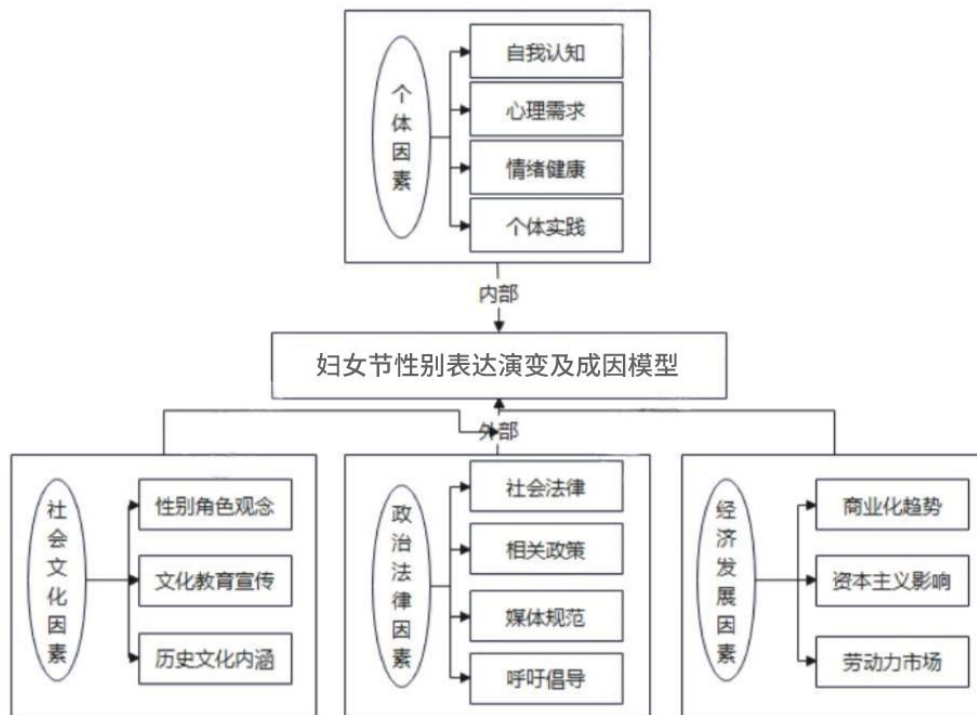 个体因素
自我认知
心理需求
情绪健康
个体实践
内部
妇女节性别表达演变及成因模型
外部
社会文化因素
性别角色观念
文化教育宣传
历史文化内涵
政治法律因素
社会法律
相关政策
媒体规范
呼吁倡导
经济发展因素
商业化趋势
资本主义影响
劳动力市场